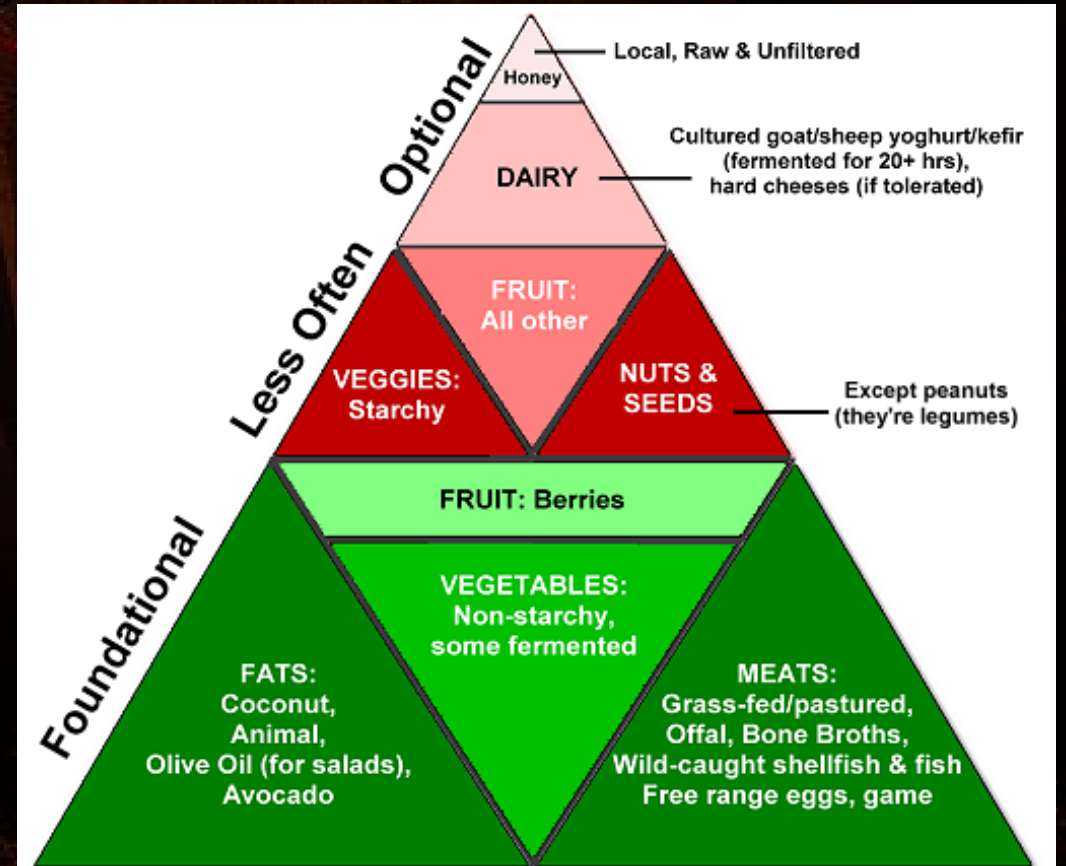 Optional
Less Often
Foundational
Honey
Local, Raw & Unfiltered
DAIRY
Cultured goat/sheep yoghurt/kefir
(fermented for 20+ hrs),
hard cheeses (if tolerated)
FRUIT:
All other
VEGGIES:
Starchy
NUTS &
SEEDS
Except peanuts
(they're legumes)
FRUIT: Berries
VEGETABLES:
Non-starchy,
some fermented
FATS:
Coconut,
Animal,
Olive Oil (for salads),
Avocado
MEATS:
Grass-fed/pastured,
Offal, Bone Broths,
Wild-caught shellfish & fish
Free range eggs, game